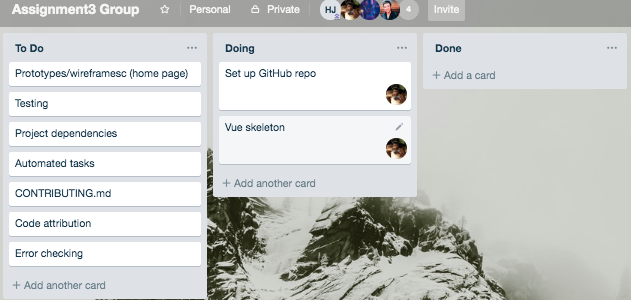 Assignment3 Group
Personal
Private
HJ
4
Invite
To Do
Prototypes/wireframesc (home page)
Testing
Project dependencies
Automated tasks
CONTRIBUTING.md
Code attribution
Error checking
+ Add another card
Doing
Set up GitHub repo
Vue skeleton
+ Add another card
Done
+ Add a card